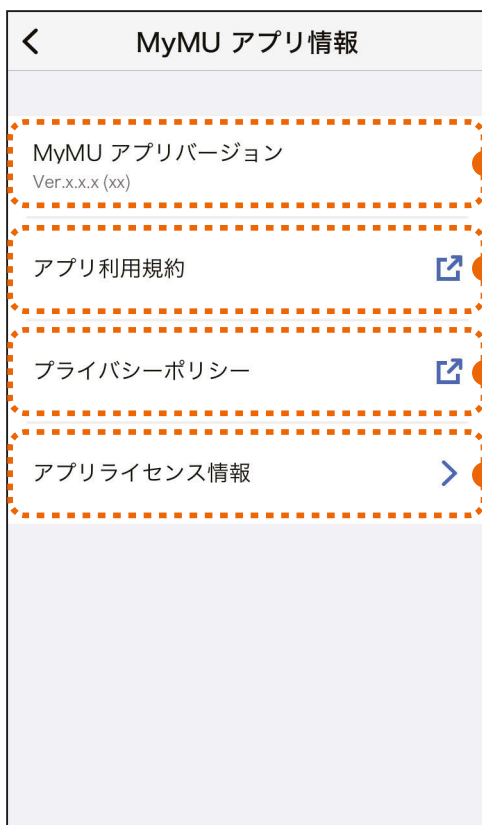 MyMU アプリ情報
MyMU アプリバージョン
Ver.x.x.x (xx)
アプリ利用規約
プライバシーポリシー
アプリライセンス情報